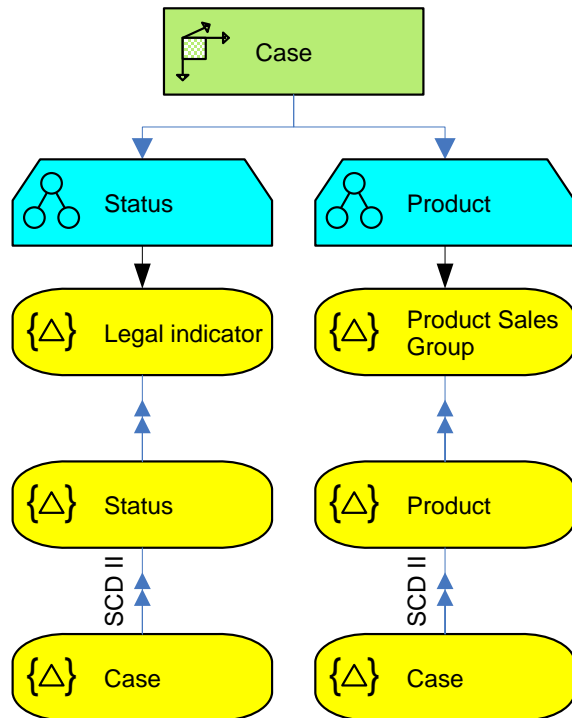 Case
Status
Product
{△} Legal indicator
{△} Product Sales
Group
{△} Status
{△} Product
SCD II
SCD II
{△} Case
{△} Case